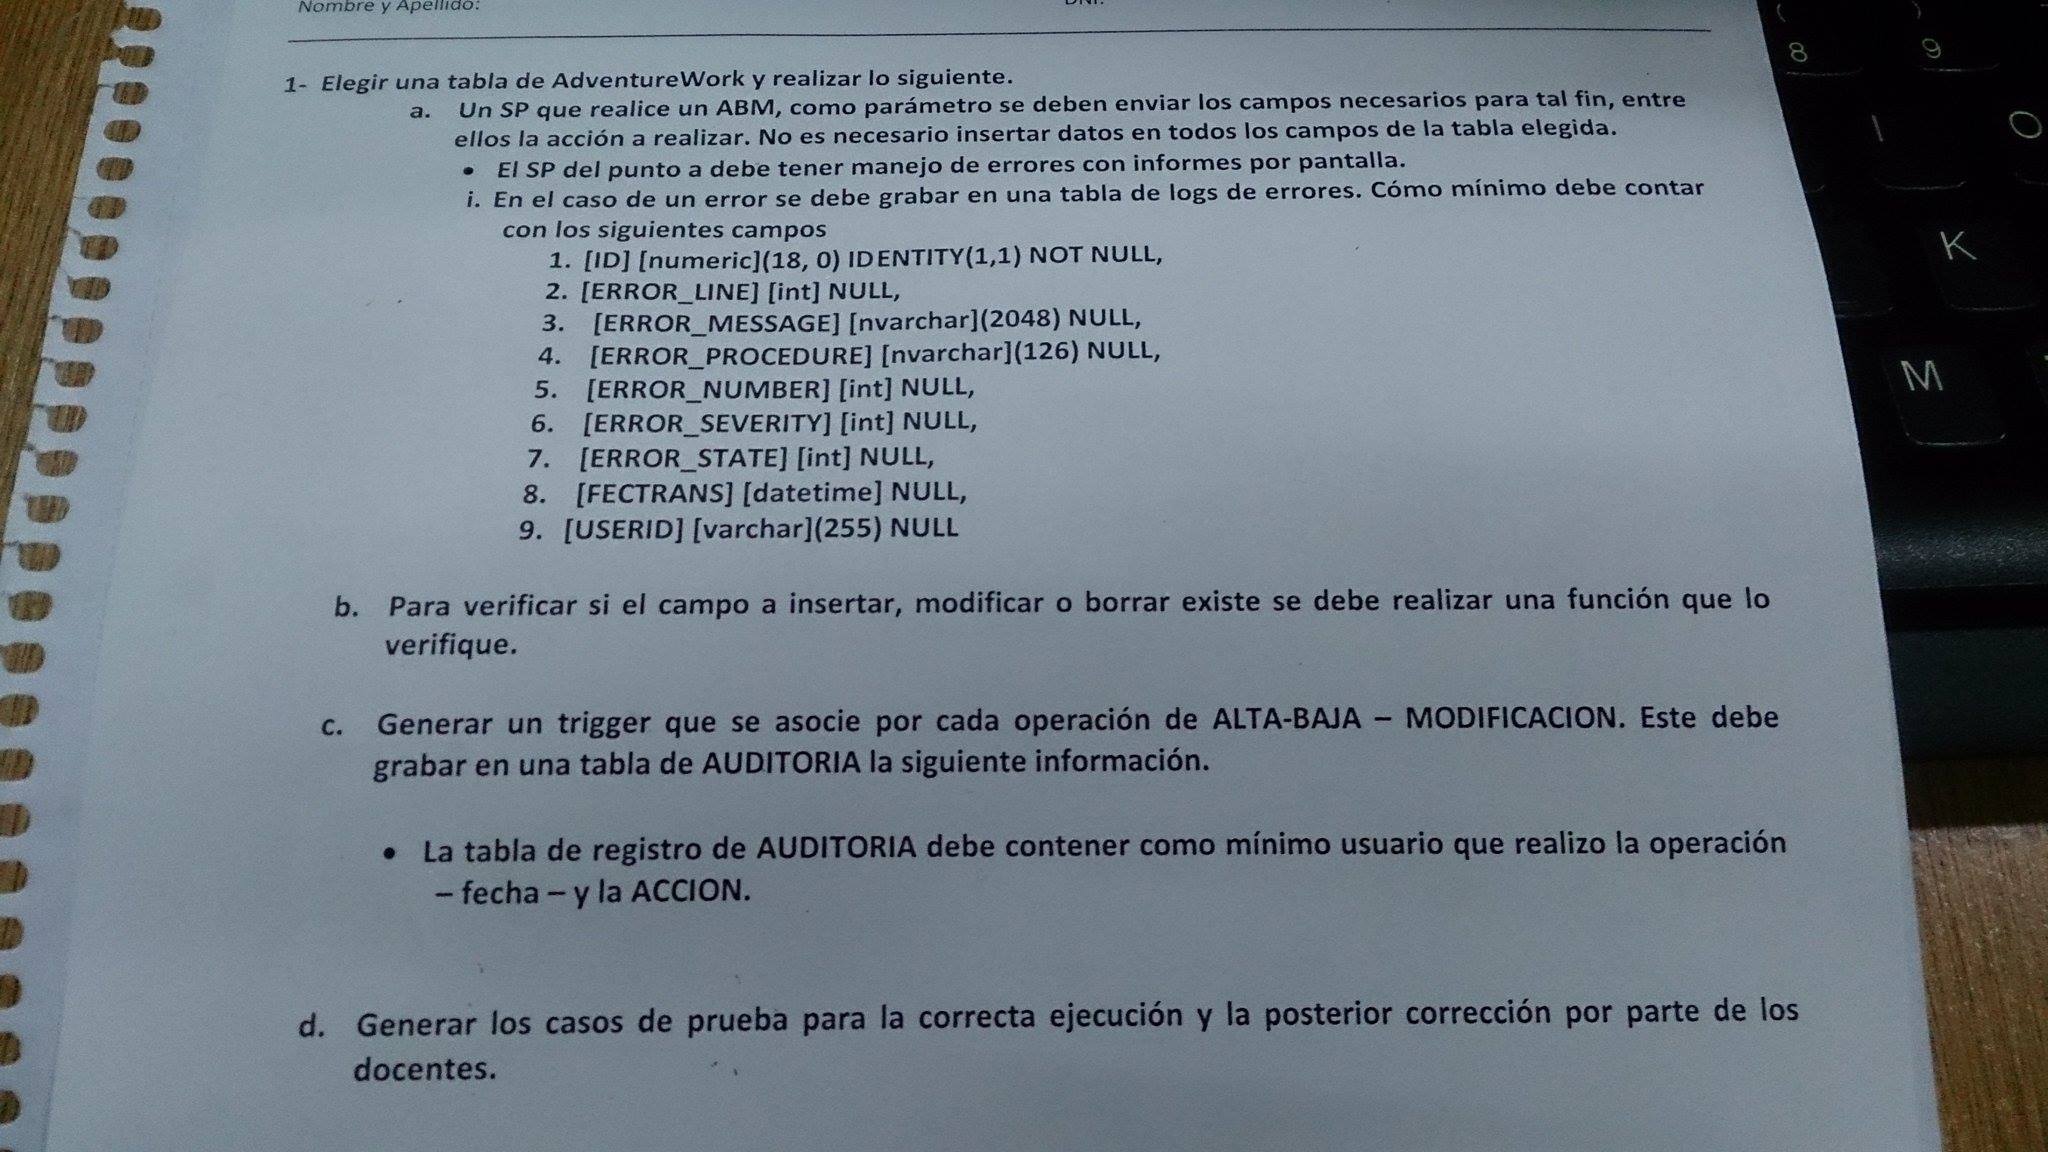 Nombre y Apellido:
DNI:
1- Elegir una tabla de AdventureWork y realizar lo siguiente.
a. Un SP que realice un ABM, como parámetro se deben enviar los campos necesarios para tal fin, entre
ellos la acción a realizar. No es necesario insertar datos en todos los campos de la tabla elegida.
• El SP del punto a debe tener manejo de errores con informes por pantalla.
i. En el caso de un error se debe grabar en una tabla de logs de errores. Cómo mínimo debe contar
con los siguientes campos
1. [ID] [numeric](18, 0) IDENTITY(1,1) NOT NULL,
2. [ERROR_LINE] [int] NULL,
3. [ERROR_MESSAGE] [nvarchar](2048) NULL,
4. [ERROR_PROCEDURE] [nvarchar](126) NULL,
5. [ERROR_NUMBER] [int] NULL,
6. [ERROR_SEVERITY] [int] NULL,
7. [ERROR_STATE] [int] NULL,
8. [FECTRANS] [datetime] NULL,
9. [USERID] [varchar](255) NULL
b. Para verificar si el campo a insertar, modificar o borrar existe se debe realizar una función que lo
verifique.
c. Generar un trigger que se asocie por cada operación de ALTA-BAJA – MODIFICACION. Este debe
grabar en una tabla de AUDITORIA la siguiente información.
• La tabla de registro de AUDITORIA debe contener como mínimo usuario que realizo la operación
– fecha – y la ACCION.
d. Generar los casos de prueba para la correcta ejecución y la posterior corrección por parte de los
docentes.
( )
8 9
I O
K
M